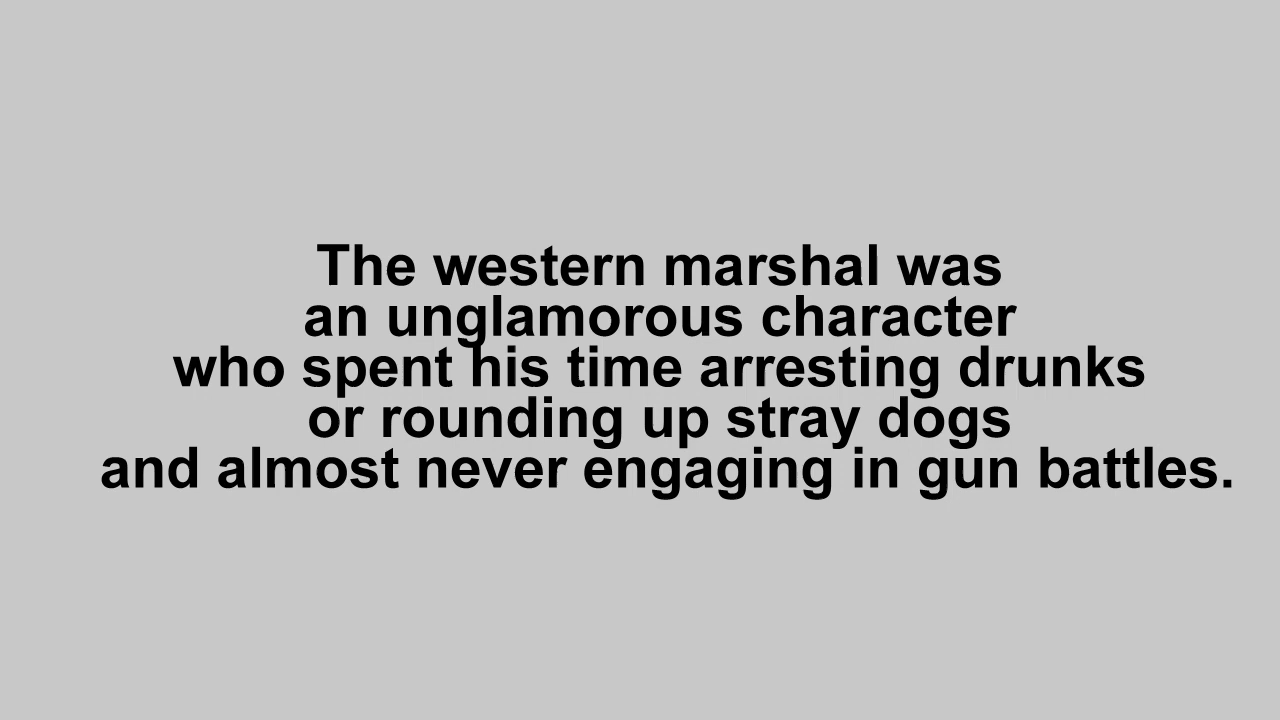 The western marshal was
an unglamorous character
who spent his time arresting drunks
or rounding up stray dogs
and almost never engaging in gun battles.